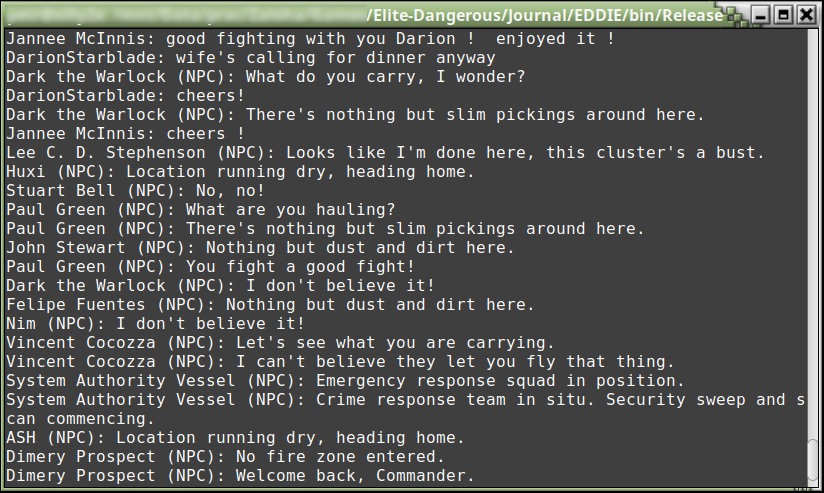 /Elite-Dangerous/Journal/EDDIE/bin/Release
Jannee McInnis: good fighting with you Darion !  enjoyed it !
DarionStarblade: wife's calling for dinner anyway
Dark the Warlock (NPC): What do you carry, I wonder?
DarionStarblade: cheers!
Dark the Warlock (NPC): There's nothing but slim pickings around here.
Jannee McInnis: cheers !
Lee C. D. Stephenson (NPC): Looks like I'm done here, this cluster's a bust.
Huxi (NPC): Location running dry, heading home.
Stuart Bell (NPC): No, no!
Paul Green (NPC): What are you hauling?
Paul Green (NPC): There's nothing but slim pickings around here.
John Stewart (NPC): Nothing but dust and dirt here.
Paul Green (NPC): You fight a good fight!
Dark the Warlock (NPC): I don't believe it!
Felipe Fuentes (NPC): Nothing but dust and dirt here.
Nim (NPC): I don't believe it!
Vincent Cocozza (NPC): Let's see what you are carrying.
Vincent Cocozza (NPC): I can't believe they let you fly that thing.
System Authority Vessel (NPC): Emergency response squad in position.
System Authority Vessel (NPC): Crime response team in situ. Security sweep and s
can commencing.
ASH (NPC): Location running dry, heading home.
Dimery Prospect (NPC): No fire zone entered.
Dimery Prospect (NPC): Welcome back, Commander.